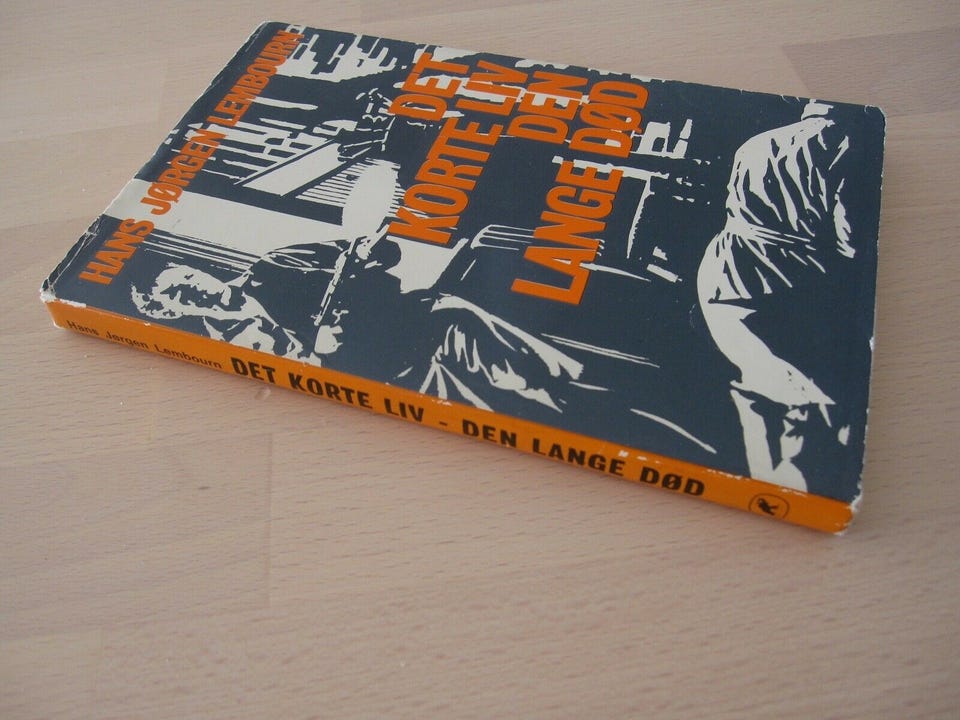 HANS JØRGEN LEMBOURN
DET
KORTE LIV
DEN
LANGE DØD
Hans Jørgen Lembourn DET KORTE LIV - DEN LANGE DØD